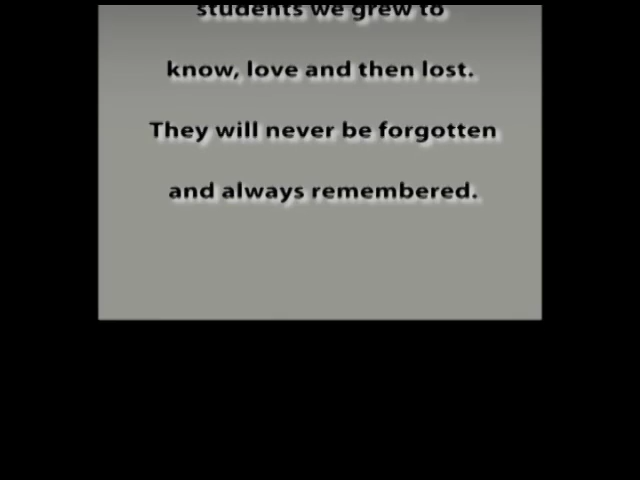 students we grew to
know, love and then lost.
They will never be forgotten
and always remembered.